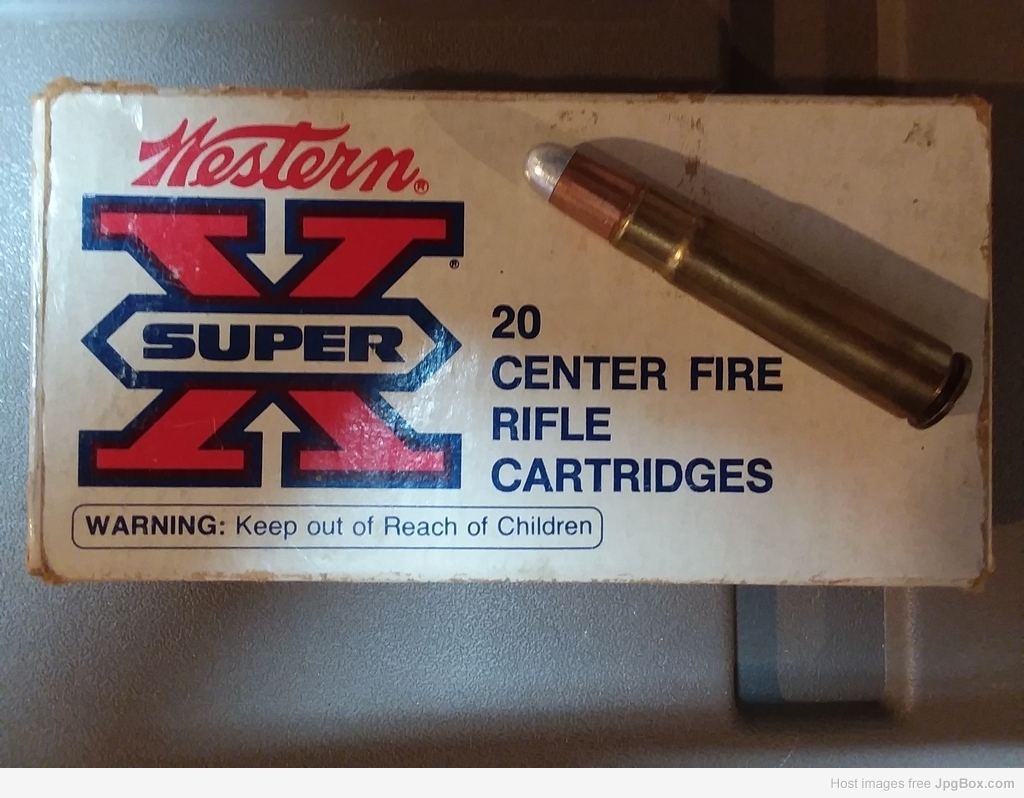 Western®
SUPER
®
20
CENTER FIRE
RIFLE
CARTRIDGES
WARNING: Keep out of Reach of Children
Host images free JpgBox.com